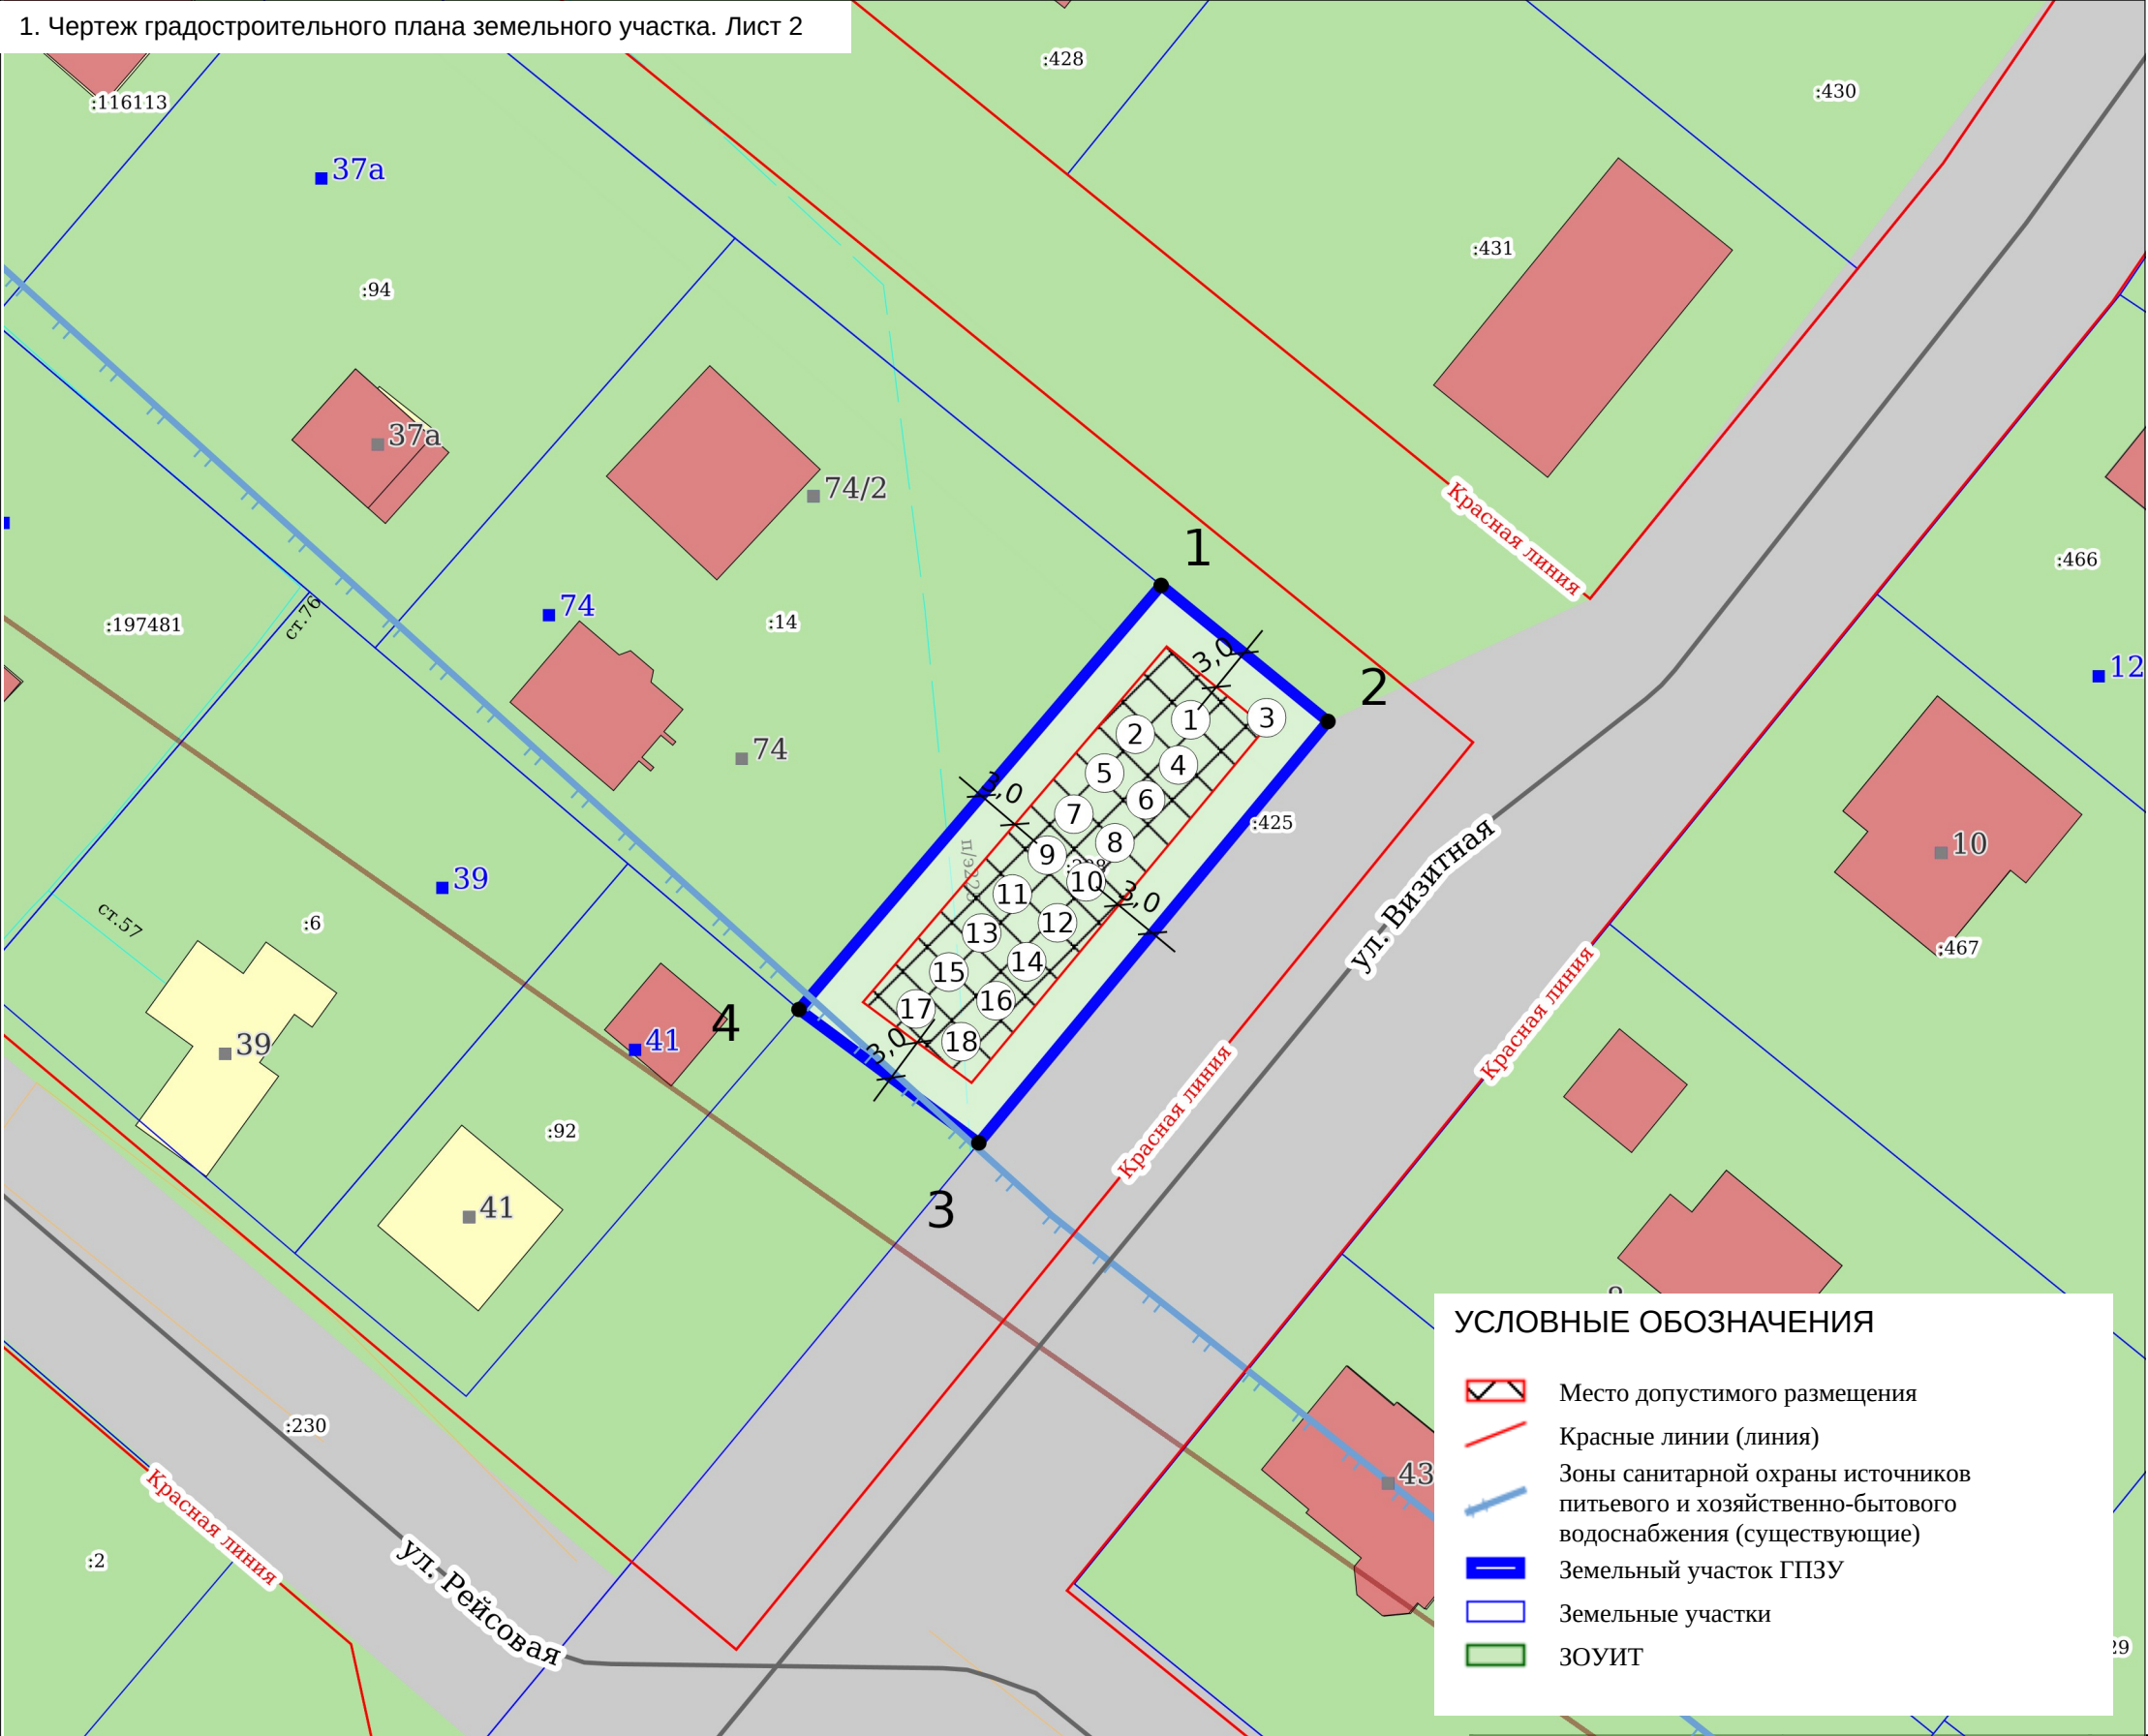 1. Чертеж градостроительного плана земельного участка. Лист 2
:428
:430
:116113
37а
:431
:94
37а
74/2
1
Красная линия
:466
74
:14
ст.76
:197481
3,0
2
12
1
3
2
74
4
5
3,0
6
7
:425
8
ул. Визитная
10
9
39
10
3,0
11
:6
ст.57
12
13
:467
14
Красная линия
15
16
17
4
41
39
3,0
18
Красная линия
:92
41
3
:230
43
Красная линия
:2
ул. Рейсовая
29
УСЛОВНЫЕ ОБОЗНАЧЕНИЯ
Место допустимого размещения
Красные линии (линия)
Зоны санитарной охраны источников
питьевого и хозяйственно-бытового
водоснабжения (существующие)
Земельный участок ГПЗУ
Земельные участки
ЗОУИТ